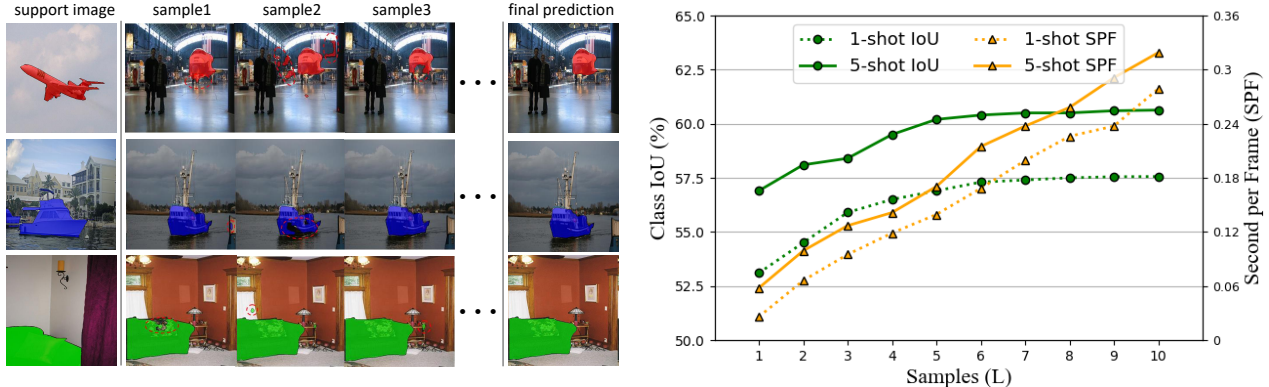 support image sample1 sample2 sample3 final prediction
• • •
• • •
• • •
1-shot IoU 1-shot SPF
5-shot IoU 5-shot SPF
Class IoU (%)
65.0
62.5
60.0
57.5
55.0
52.5
50.0
0.36
0.3
0.24
0.18
0.12
0.06
0
Second per Frame (SPF)
1 2 3 4 5 6 7 8 9 10
Samples (L)